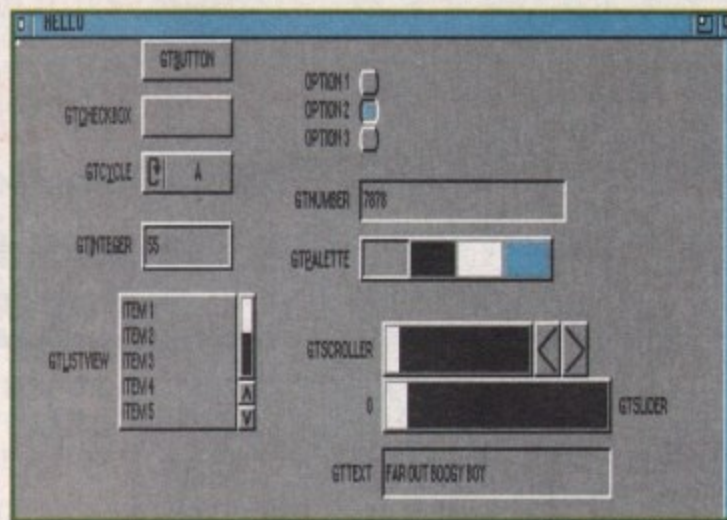 HELLO
GTBUTTON
GTCHECKBOX
GTCYCLE A
GTINTEGER 55
GTLISTVIEW
ITEM 1
ITEM 2
ITEM 3
ITEM 4
ITEM 5
OPTION 1
OPTION 2
OPTION 3
GTNUMBER 7878
GTPALETTE
GTSCROLLER
0 GTSLIDER
GTTEXT FAR OUT BOOGY BOY